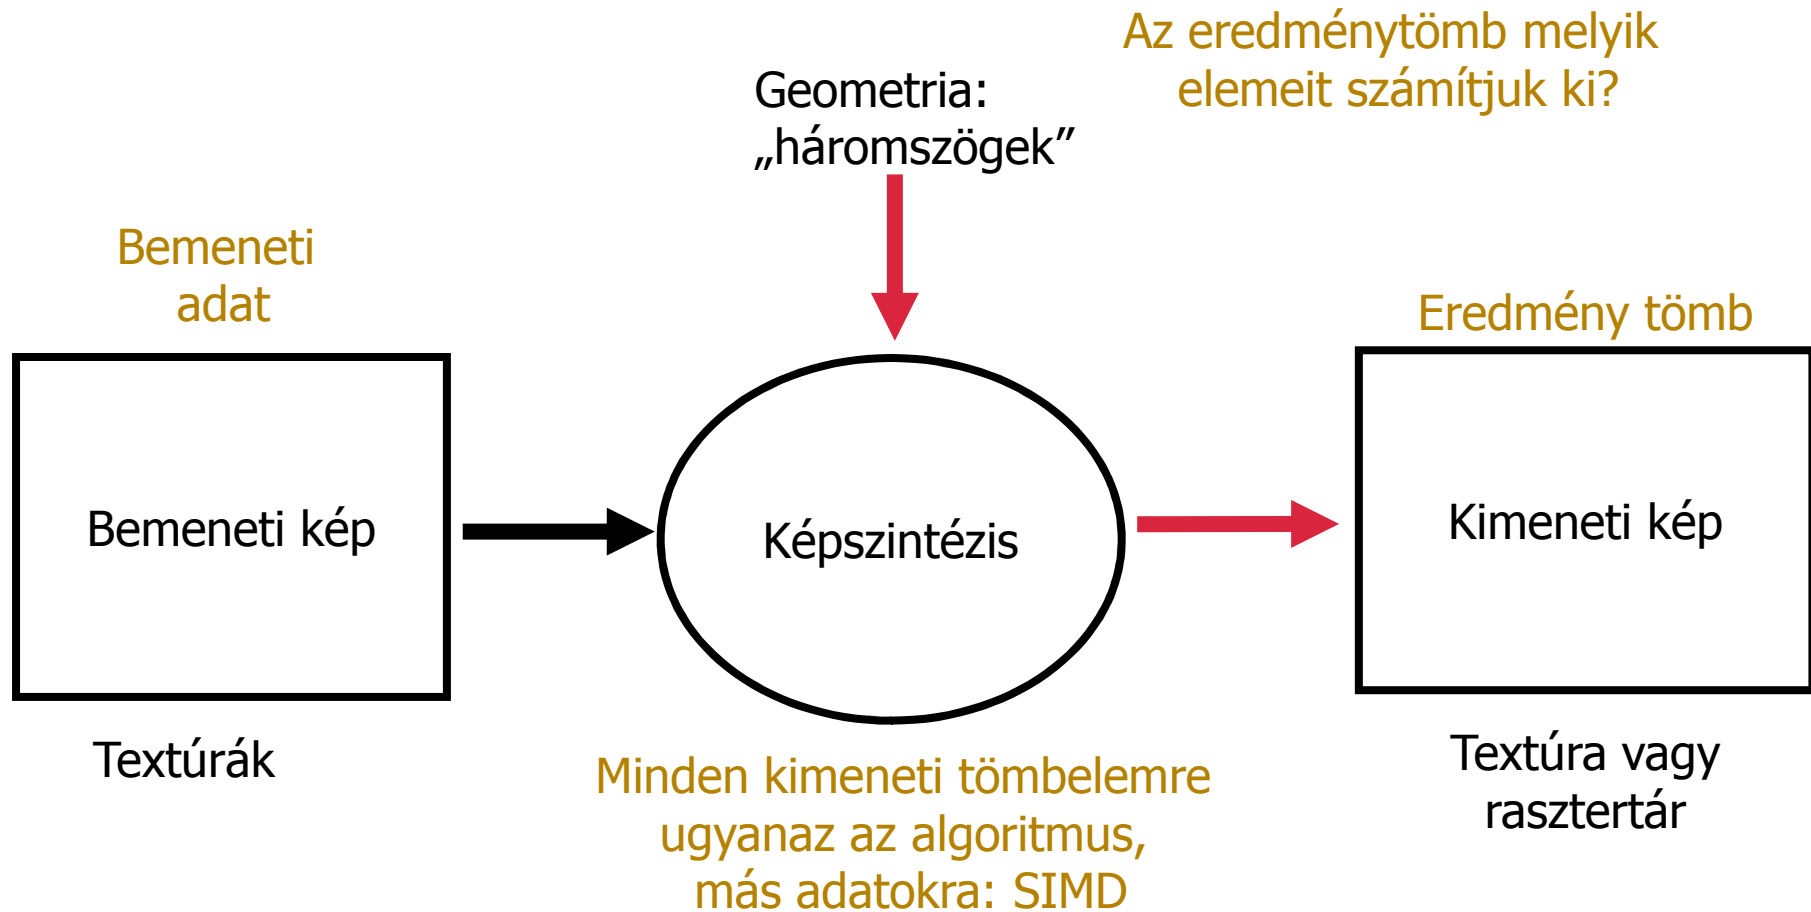 Az eredménytömb melyik
elemeit számítjuk ki?
Geometria:
„háromszögek”
Bemeneti
adat
Eredmény tömb
Bemeneti kép
Képszintézis
Kimeneti kép
Textúrák
Minden kimeneti tömbelemre
ugyanaz az algoritmus,
más adatokra: SIMD
Textúra vagy
rasztertár